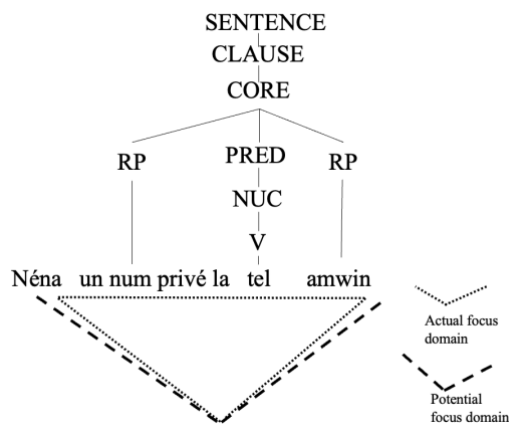 SENTENCE
CLAUSE
CORE
RP PRED RP
NUC
V
Néna un num privé la tel amwin
Actual focus
domain
Potential
focus domain